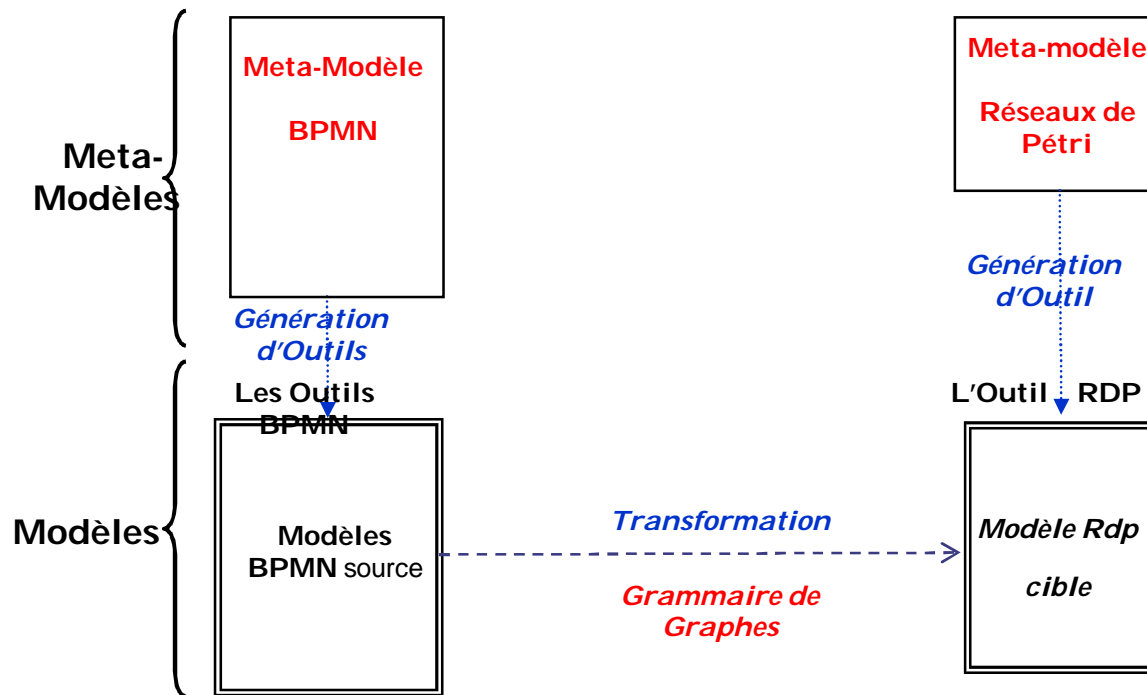 Meta-Modèle
BPMN
Meta-modèle
Réseaux de
Pétri
Meta-
Modèles
Génération
d'Outils
Génération
d'Outil
Les Outils
BPMN
L'Outil RDP
Modèles
Modèles
BPMN source
Transformation
Grammaire de
Graphes
Modèle Rdp
cible